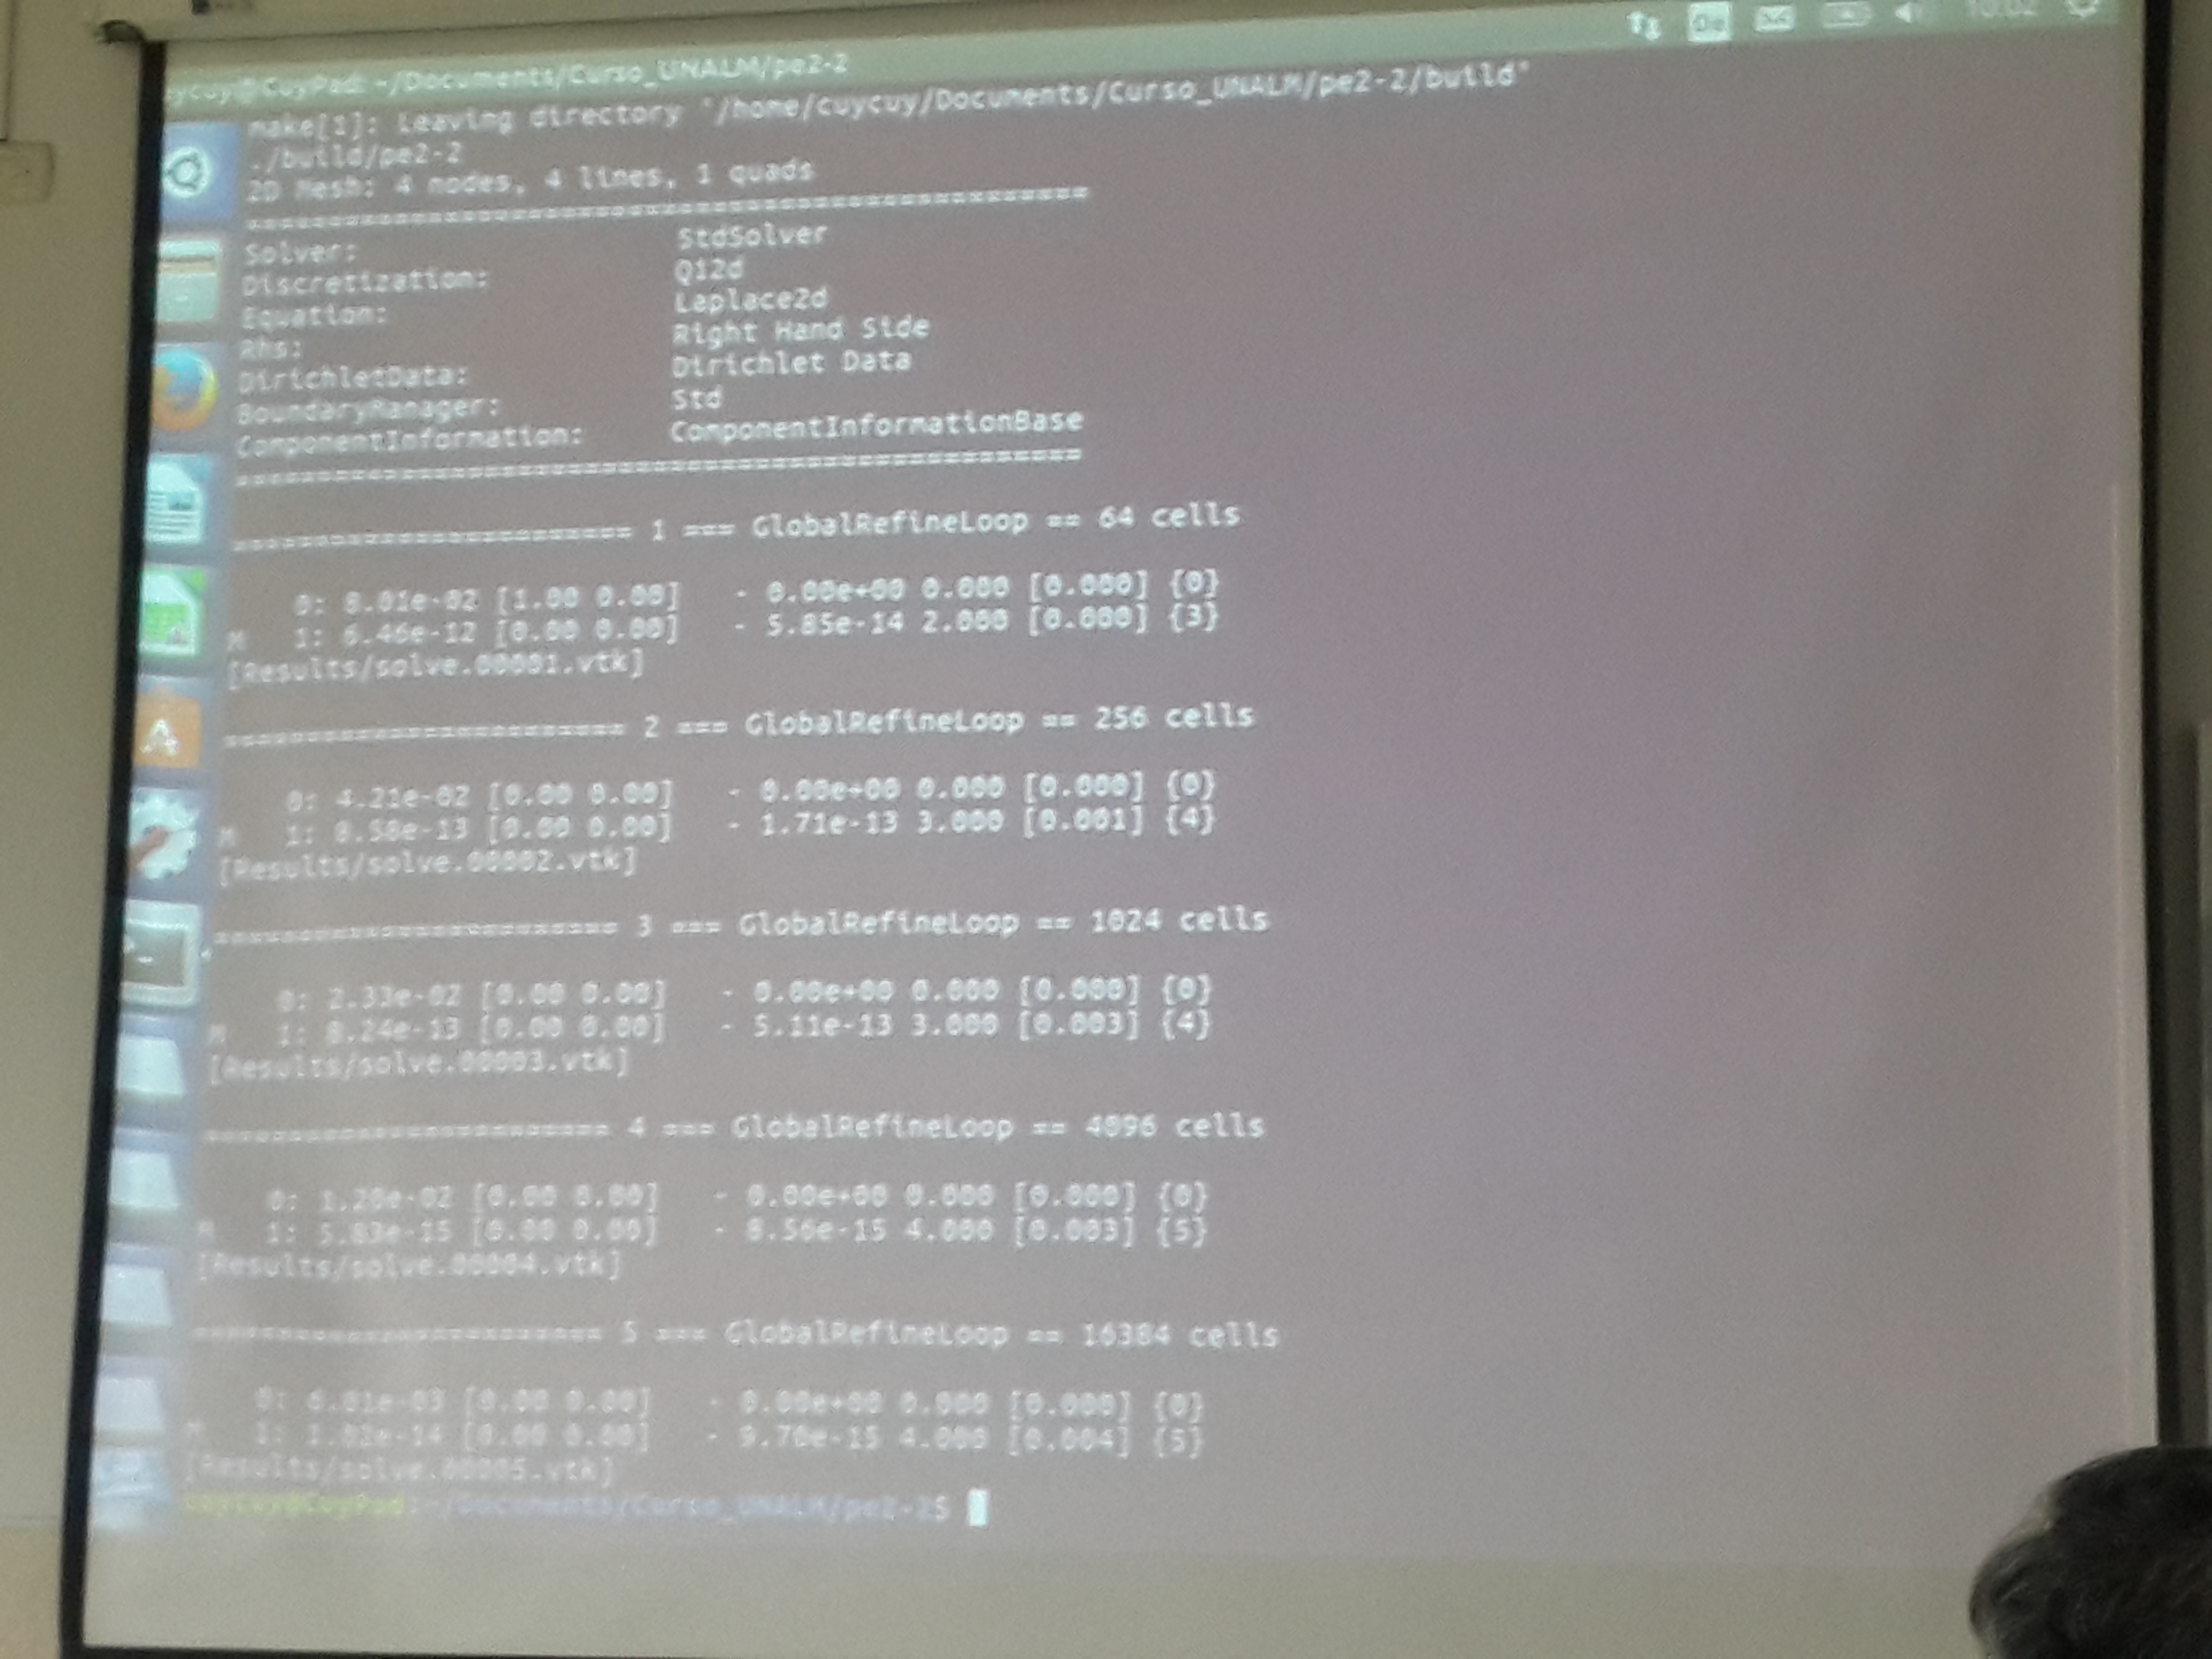 cuycuy@CuyPad: ~/Documents/Curso_UNALM/pe2-2
10:02
make[1]: Leaving directory '/home/cuycuy/Documents/Curso_UNALM/pe2-2/build'
./build/pe2-2
2D Mesh: 4 nodes, 4 lines, 1 quads
Solver: StdSolver
Discretization: Q12d
Equation: Laplace2d
Rhs: Right Hand Side
DirichletData: Dirichlet Data
BoundaryManager: Std
ComponentInformation: ComponentInformationBase
1 === GlobalRefineLoop == 64 cells
0: 8.01e-02 [1.00 0.00] - 0.00e+00 0.000 [0.000] {0}
M 1: 6.46e-12 [0.00 0.00] - 5.85e-14 2.000 [0.000] {3}
[Results/solve.00001.vtk]
2 === GlobalRefineLoop == 256 cells
0: 4.21e-02 [0.00 0.00] - 0.00e+00 0.000 [0.000] {0}
M 1: [0.00 0.00] - 1.71e-13 3.000 [0.001] {4}
[Results/solve.00002.vtk]
3 === GlobalRefineLoop == 1024 cells
0: 2.33e-02 [0.00 0.00] - 0.00e+00 0.000 [0.000] {0}
M 1: 8.24e-13 [0.00 0.00] - 5.11e-13 3.000 [0.003] {4}
[Results/solve.00003.vtk]
4 === GlobalRefineLoop == 4096 cells
0: 1.20e-02 [0.00 0.00] - 0.00e+00 0.000 [0.000] {0}
M 1: [0.00 0.00] - 8.56e-15 4.000 [0.003] {5}
[Results/solve.00004.vtk]
5 === GlobalRefineLoop == 16384 cells
0: [0.00 0.00] - 0.00e+00 0.000 [0.000] {0}
M 1: [0.00 0.00] - 9.70e-15 4.000 [0.004] {5}
[Results/solve.00005.vtk]
cuycuy@CuyPad:~/Documents/Curso_UNALM/pe2-2$